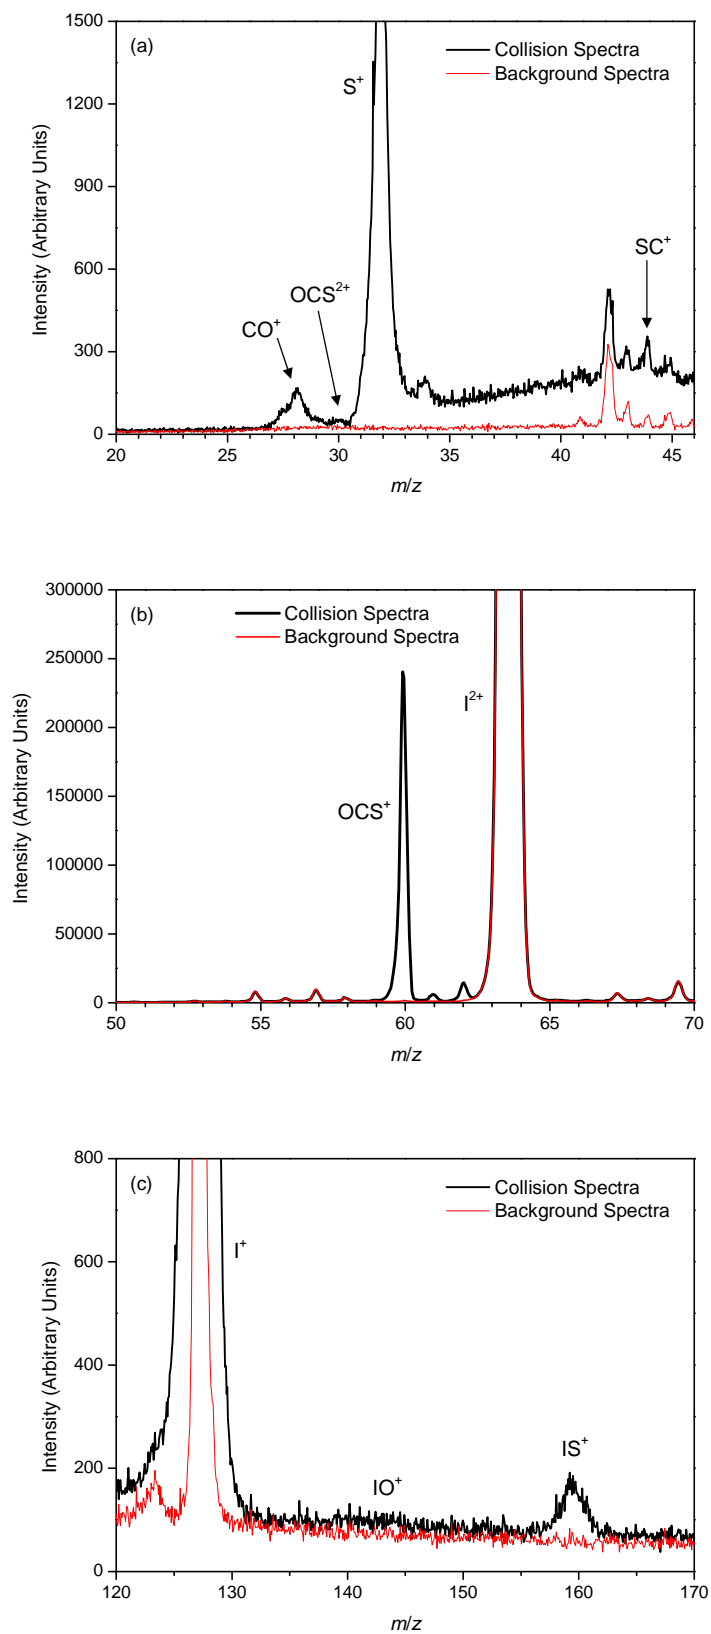 1500
(a)
Collision Spectra
Background Spectra
S⁺
1200
900
Intensity (Arbitrary Units)
600
SC⁺
OCS²⁺
CO⁺
300
0
20 25 30 35 40 45
m/z
300000
(b)
Collision Spectra
Background Spectra
250000
I²⁺
200000
Intensity (Arbitrary Units)
150000
OCS⁺
100000
50000
0
50 55 60 65 70
m/z
800
(c)
Collision Spectra
Background Spectra
I⁺
600
Intensity (Arbitrary Units)
400
IS⁺
IO⁺
200
0
120 130 140 150 160 170
m/z